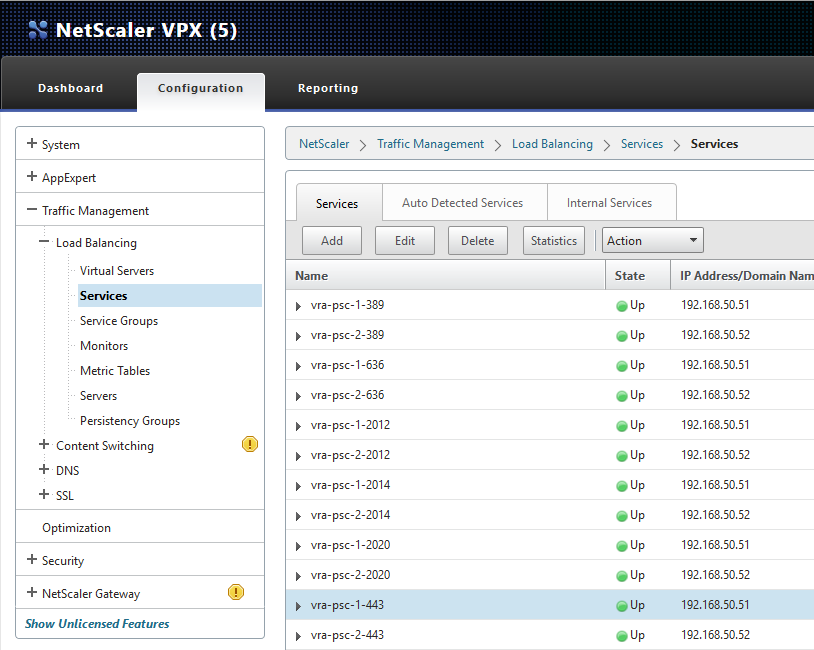 NetScaler VPX (5)
Dashboard Configuration Reporting
System
AppExpert
Traffic Management
Load Balancing
Virtual Servers
Services
Service Groups
Monitors
Metric Tables
Servers
Persistency Groups
Content Switching
DNS
SSL
Optimization
Security
NetScaler Gateway
Show Unlicensed Features
NetScaler Traffic Management Load Balancing Services Services
Services Auto Detected Services Internal Services
Add Edit Delete Statistics Action
Name State IP Address/Domain Nam
vra-psc-1-389 Up 192.168.50.51
vra-psc-2-389 Up 192.168.50.52
vra-psc-1-636 Up 192.168.50.51
vra-psc-2-636 Up 192.168.50.52
vra-psc-1-2012 Up 192.168.50.51
vra-psc-2-2012 Up 192.168.50.52
vra-psc-1-2014 Up 192.168.50.51
vra-psc-2-2014 Up 192.168.50.52
vra-psc-1-2020 Up 192.168.50.51
vra-psc-2-2020 Up 192.168.50.52
vra-psc-1-443 Up 192.168.50.51
vra-psc-2-443 Up 192.168.50.52